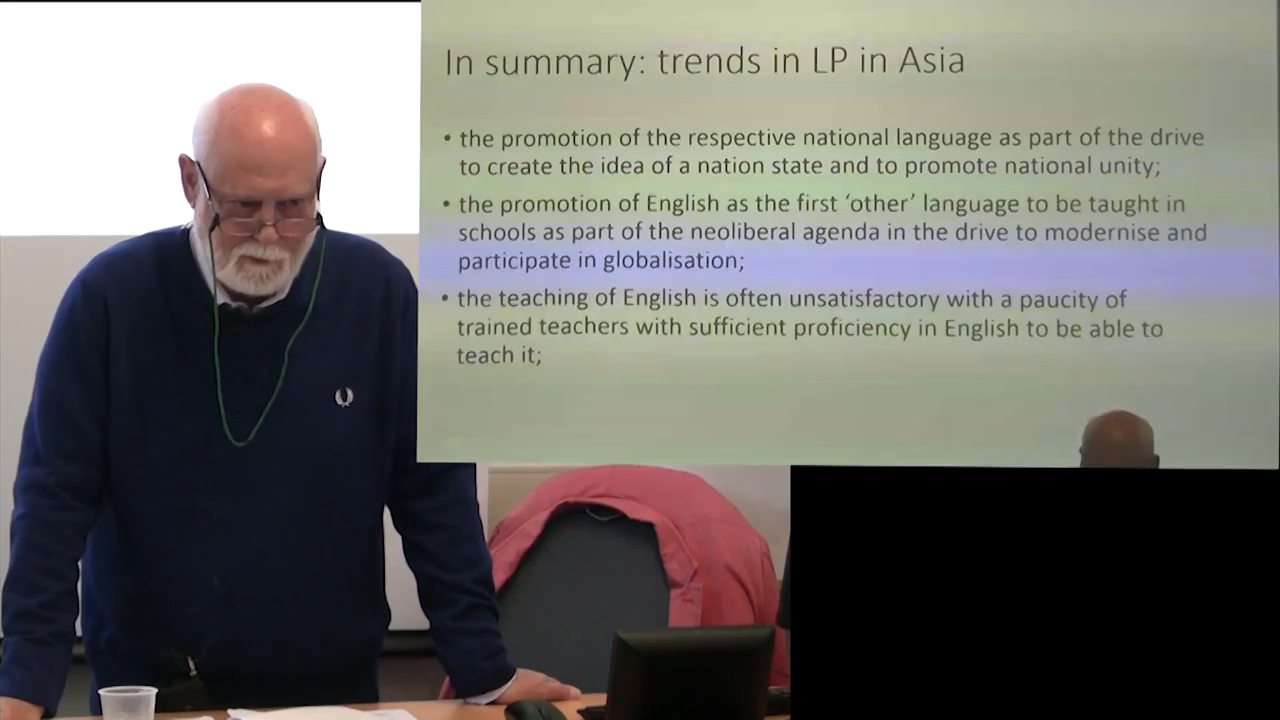 In summary: trends in LP in Asia
• the promotion of the respective national language as part of the drive
to create the idea of a nation state and to promote national unity;
• the promotion of English as the first ‘other’ language to be taught in
schools as part of the neoliberal agenda in the drive to modernise and
participate in globalisation;
• the teaching of English is often unsatisfactory with a paucity of
trained teachers with sufficient proficiency in English to be able to
teach it;